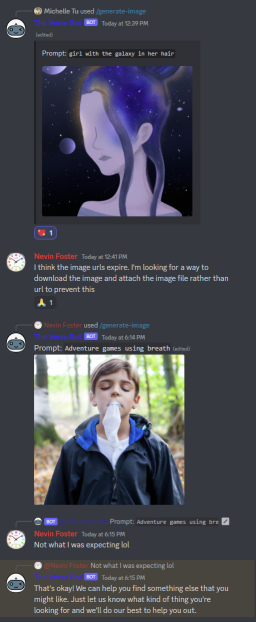 Michelle Tu used /generate-image
BOT Today at 12:39 PM
(edited)
Prompt: girl with the galaxy in her hair
1
Nevin Foster Today at 12:41 PM
I think the image urls expire. I'm looking for a way to
download the image and attach the image file rather than
url to prevent this
1
Nevin Foster used /generate-image
BOT Today at 6:14 PM
Prompt: Adventure games using breath (edited)
BOT Prompt: Adventure games using bre
Nevin Foster Today at 6:15 PM
Not what I was expecting lol
@Nevin Foster Not what I was expecting lol
BOT Today at 6:15 PM
That's okay! We can help you find something else that you
might like. Just let us know what kind of thing you're
looking for and we'll do our best to help you out.